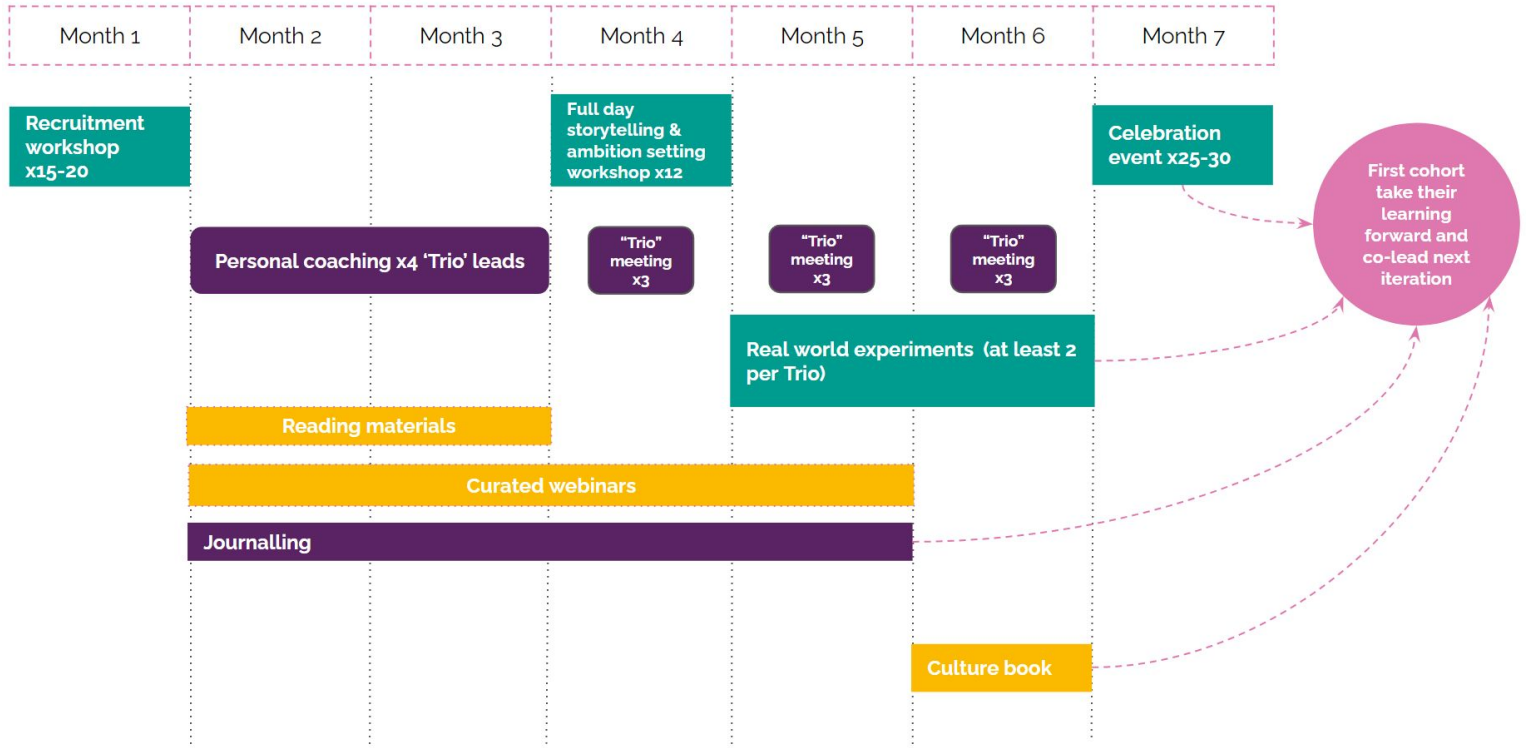 Month 1
Month 2
Month 3
Month 4
Month 5
Month 6
Month 7
Recruitment
workshop
x15-20
Full day
storytelling &
ambition setting
workshop x12
Celebration
event x25-30
First cohort
take their
learning
forward and
co-lead next
iteration
Personal coaching x4 ‘Trio’ leads
“Trio”
meeting
x3
“Trio”
meeting
x3
“Trio”
meeting
x3
Real world experiments (at least 2
per Trio)
Reading materials
Curated webinars
Journalling
Culture book